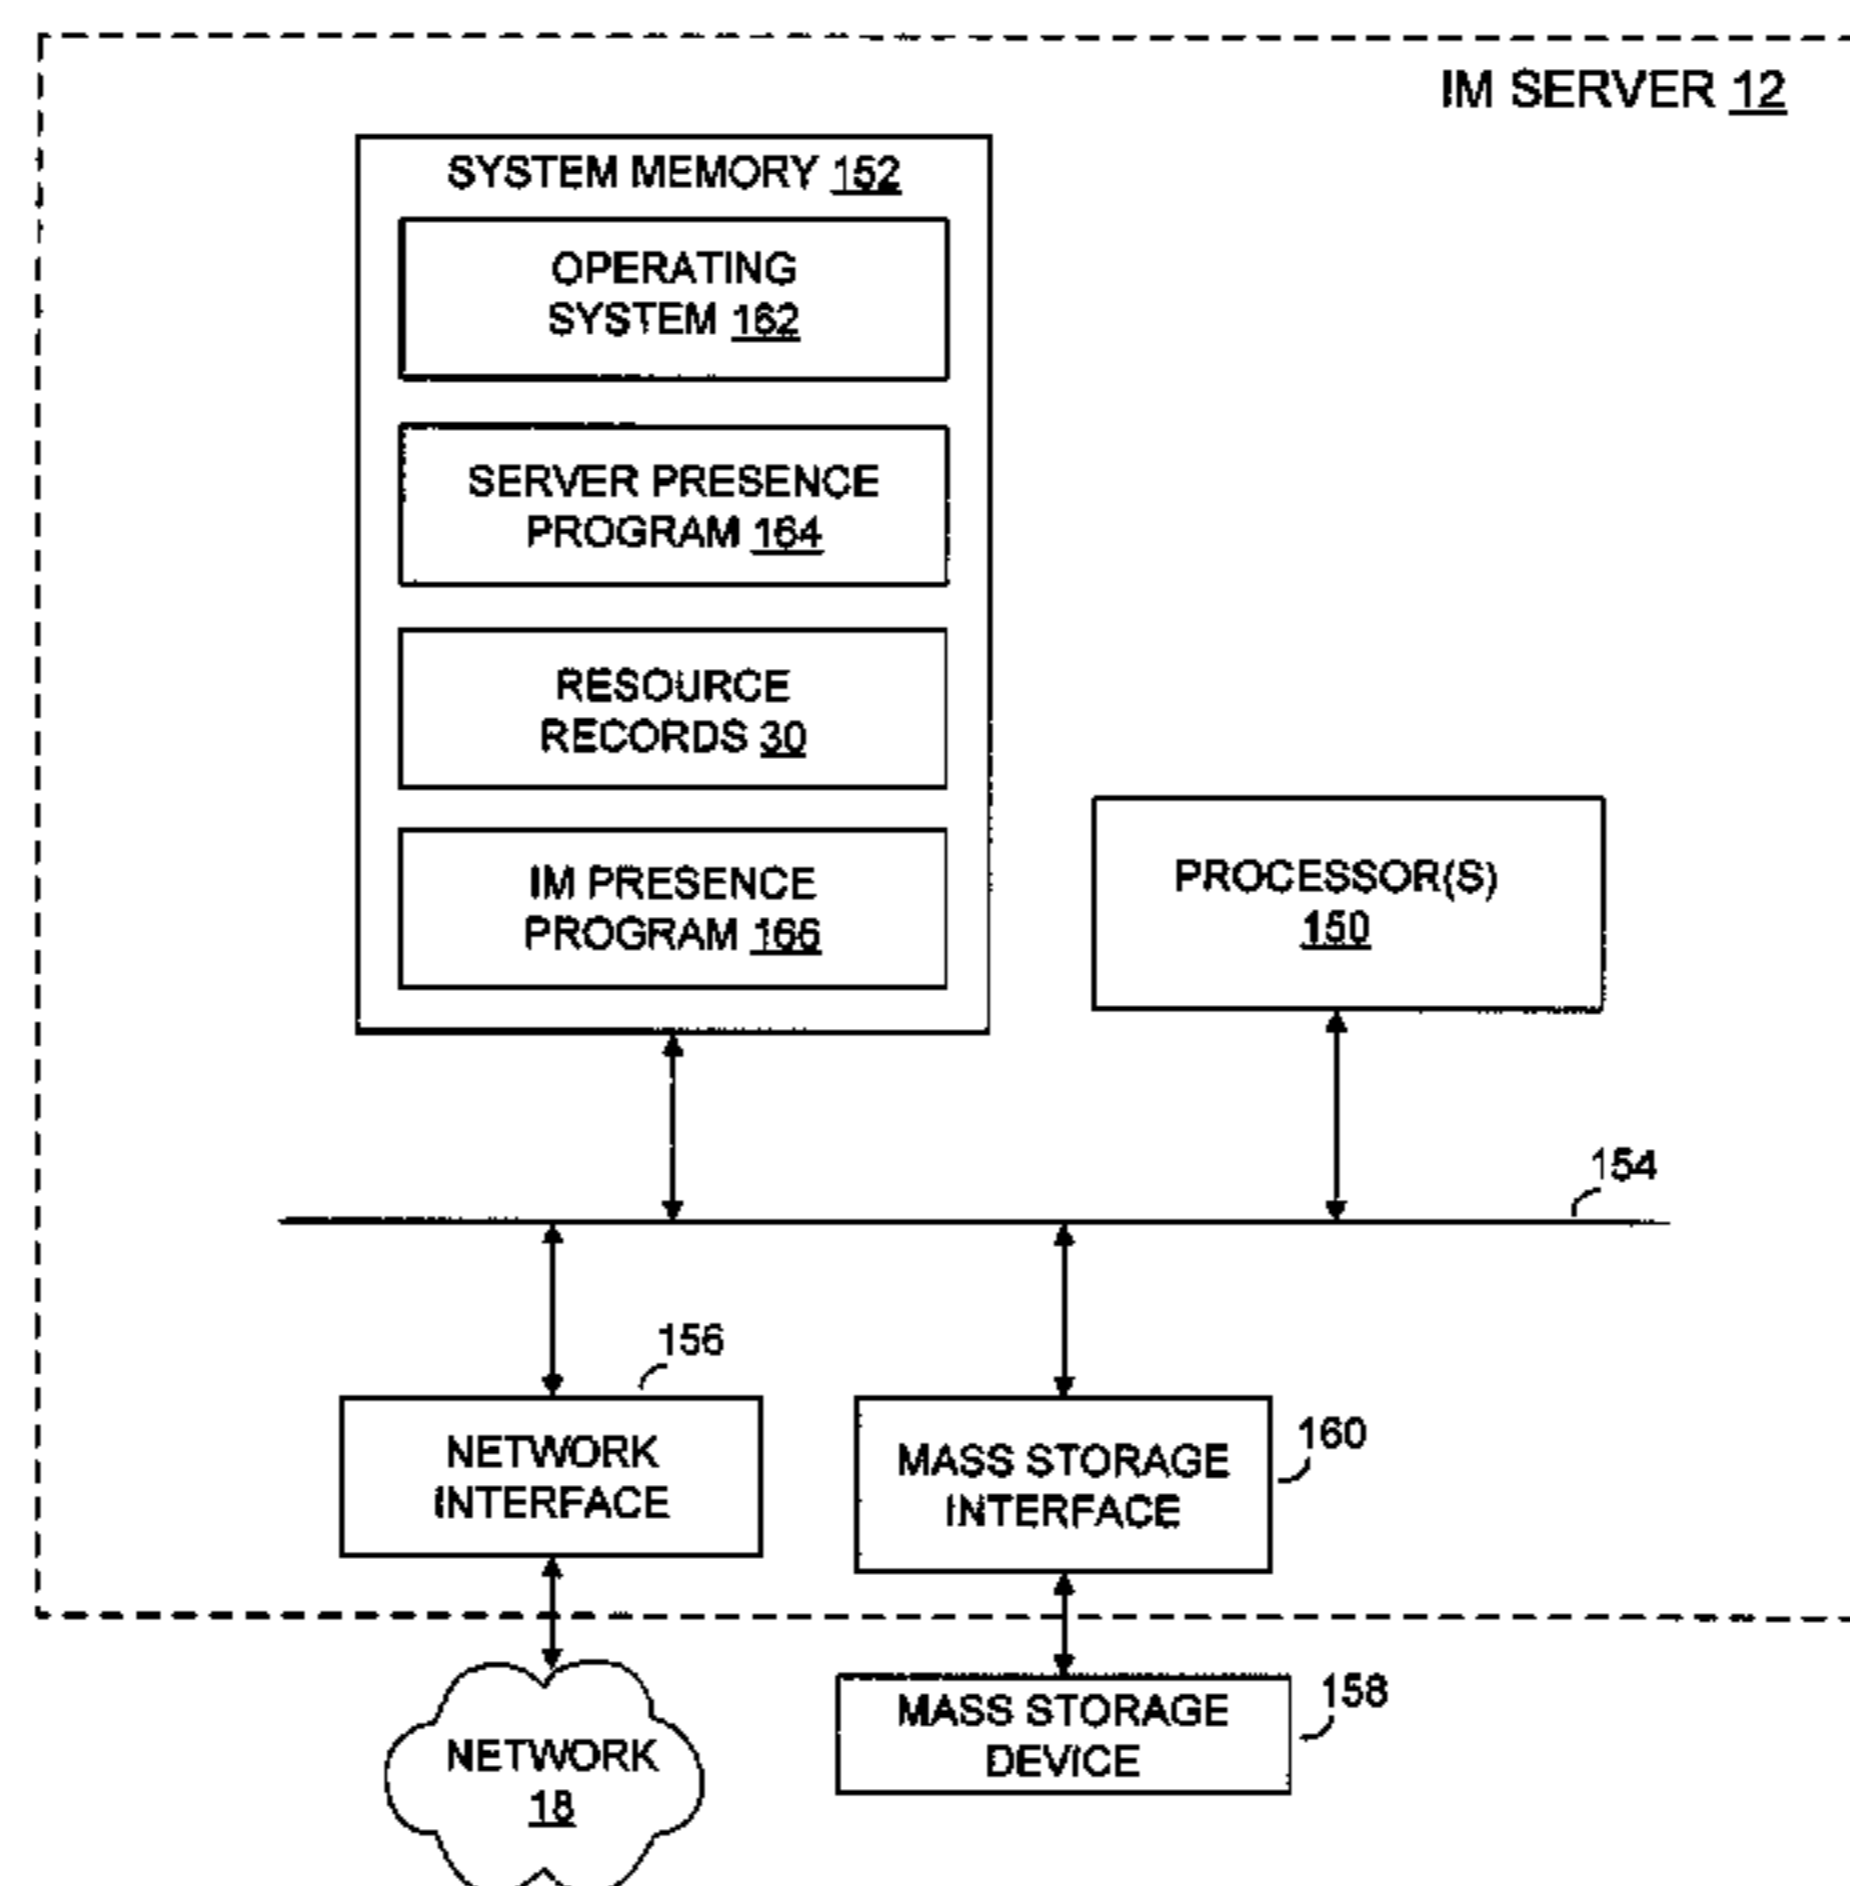 IM SERVER 12
SYSTEM MEMORY 152
OPERATING
SYSTEM 162
SERVER PRESENCE
PROGRAM 164
RESOURCE
RECORDS 30
IM PRESENCE
PROGRAM 166
PROCESSOR(S)
150
154
156
NETWORK
INTERFACE
MASS STORAGE
INTERFACE
160
NETWORK
18
MASS STORAGE
DEVICE
158